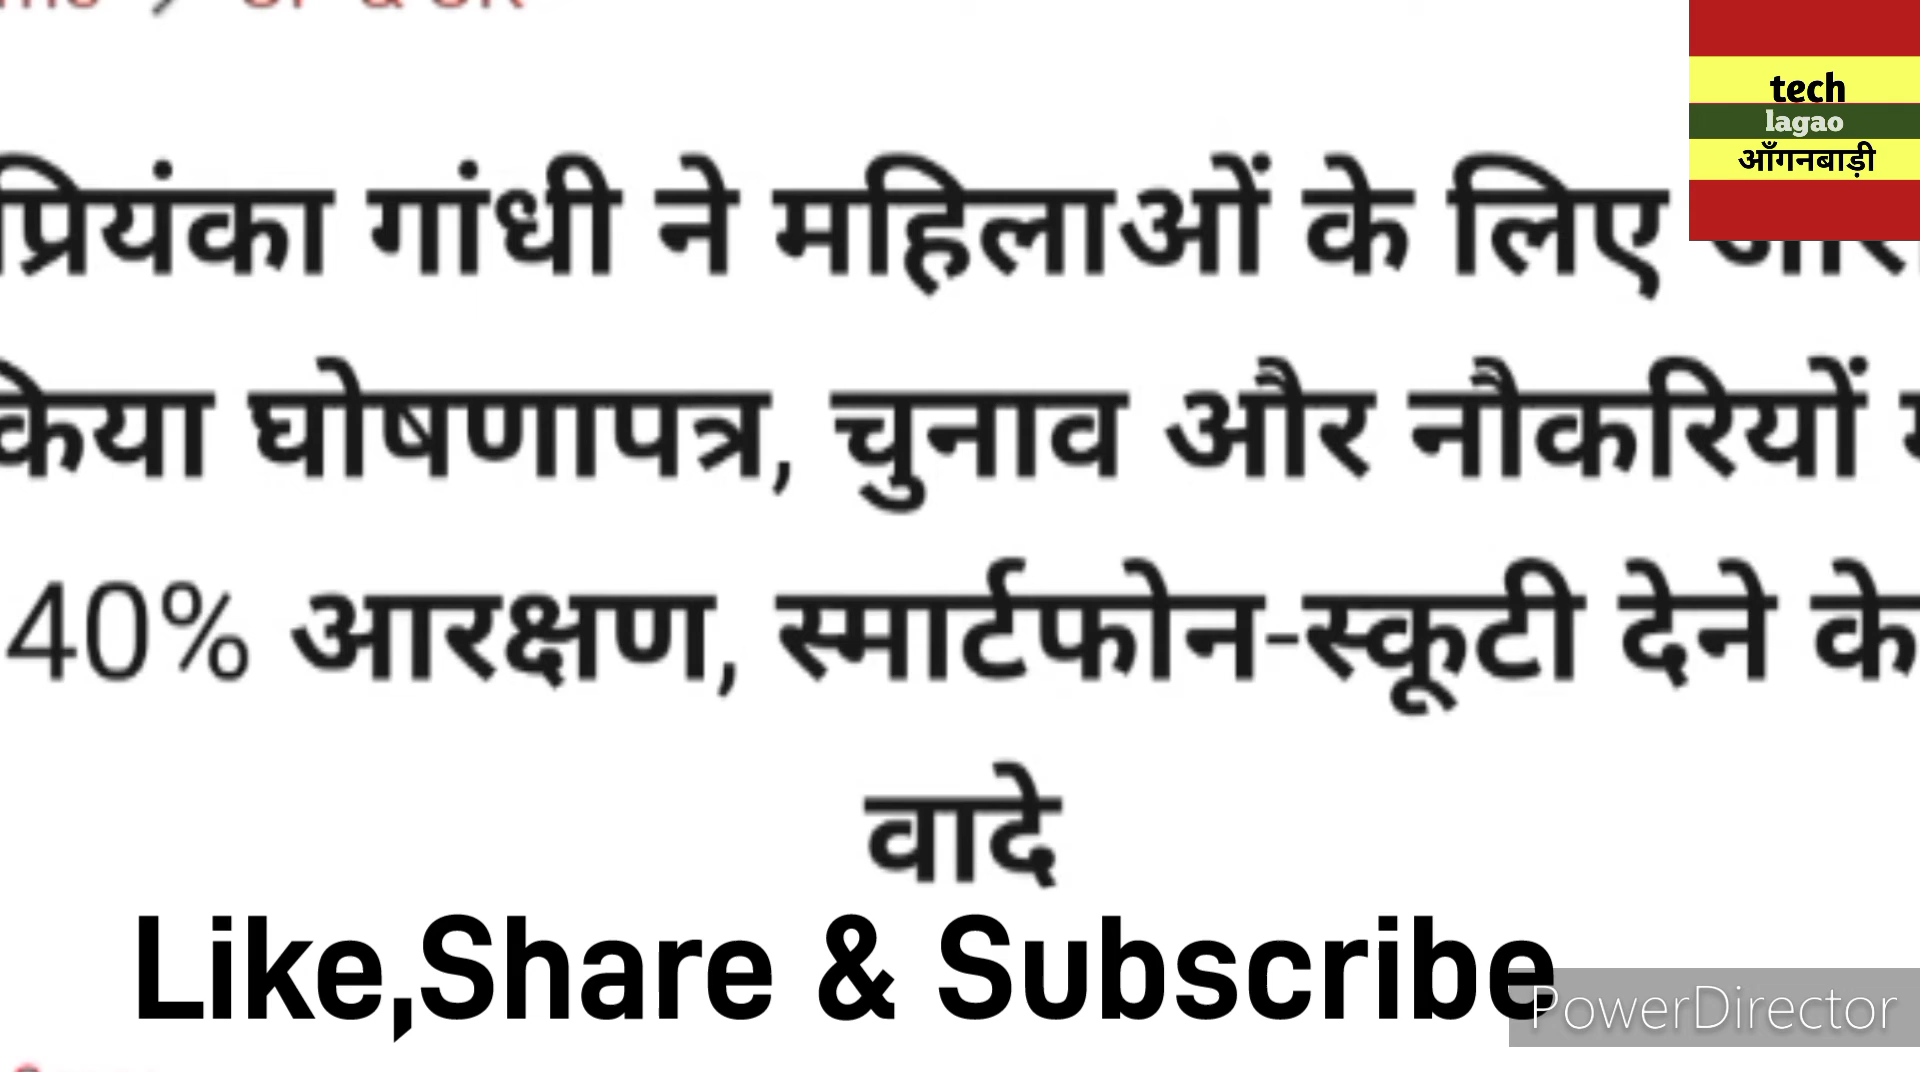 tech
lagao
आँगनबाड़ी
प्रियंका गांधी ने महिलाओं के लिए
किया घोषणापत्र, चुनाव और नौकरियों
40% आरक्षण, स्मार्टफोन-स्कूटी देने के
वादे
Like,Share & Subscribe
PowerDirector